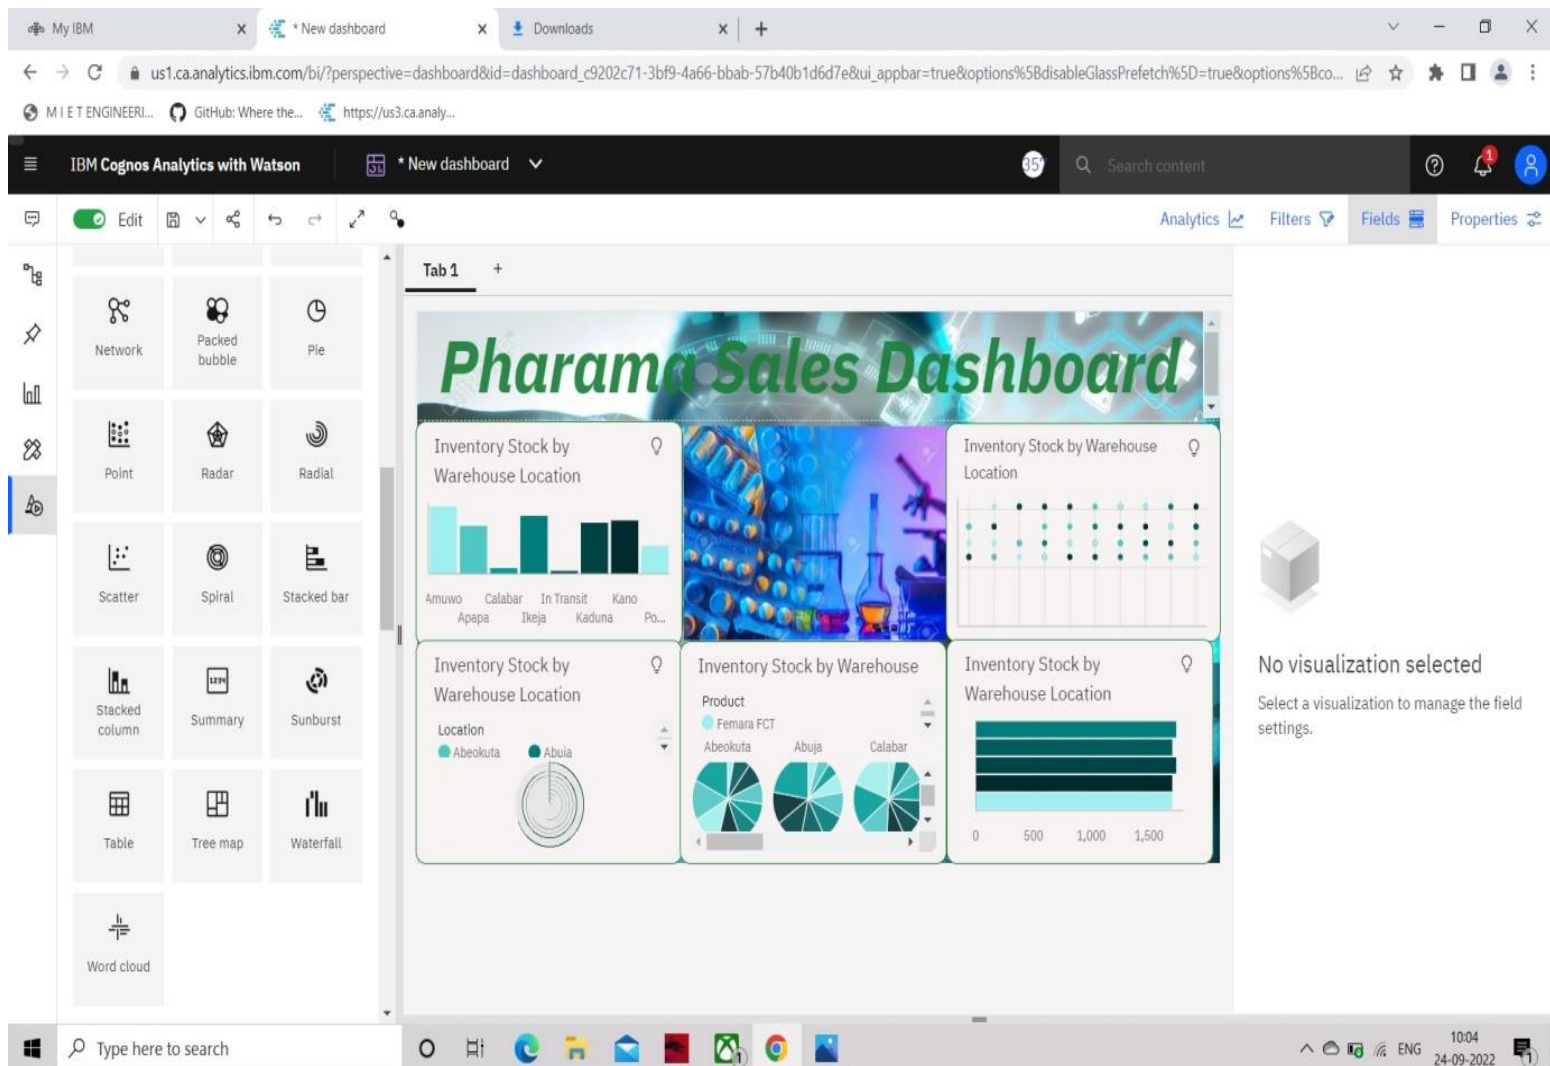 My IBM
* New dashboard
Downloads
us1.ca.analytics.ibm.com/bi/?perspective=dashboard&id=dashboard_c9202c71-3bf9-4a66-bbab-57b40b1d6d7e&ui_appbar=true&options%5BdisableGlassPrefetch%5D=true&options%5Bco...
M I E T ENGINEERI...
GitHub: Where the...
https://us3.ca.analy...
IBM Cognos Analytics with Watson
* New dashboard
35°
Search content
1
Edit
Analytics
Filters
Fields
Properties
Network
Packed
bubble
Pie
Point
Radar
Radial
Scatter
Spiral
Stacked bar
Stacked
column
Summary
Sunburst
Table
Tree map
Waterfall
Word cloud
Tab 1
Pharama Sales Dashboard
Inventory Stock by
Warehouse Location
Amuwo Calabar In Transit Kano
Apapa Ikeja Kaduna Po...
Inventory Stock by Warehouse
Location
Inventory Stock by
Warehouse Location
Location
Abeokuta Abuja
Inventory Stock by Warehouse
Product
Femara FCT
Abeokuta Abuja Calabar
Inventory Stock by
Warehouse Location
0 500 1,000 1,500
No visualization selected
Select a visualization to manage the field
settings.
Type here to search
ENG
10:04
24-09-2022